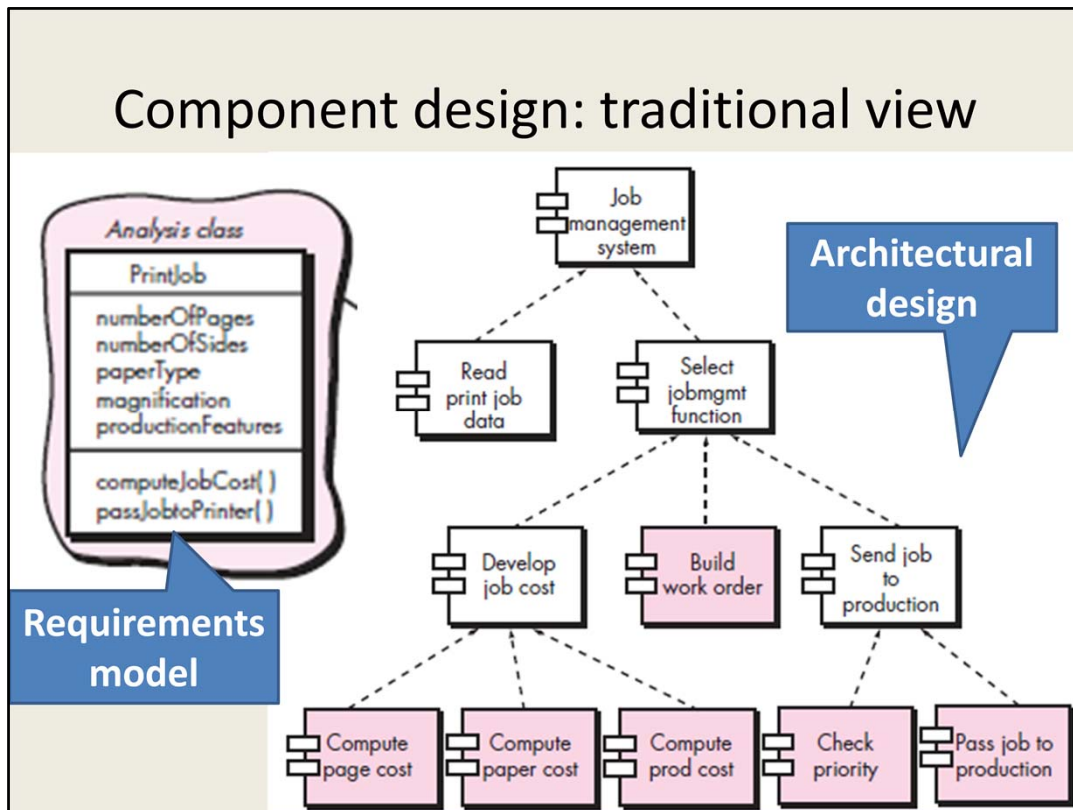 Component design: traditional view
Analysis class
PrintJob
numberOfPages
numberOfSides
paperType
magnification
productionFeatures
computeJobCost( )
passJobtoPrinter( )
Requirements
model
Job
management
system
Architectural
design
Read
print job
data
Select
jobmgmt
function
Develop
job cost
Build
work order
Send job
to
production
Compute
page cost
Compute
paper cost
Compute
prod cost
Check
priority
Pass job to
production